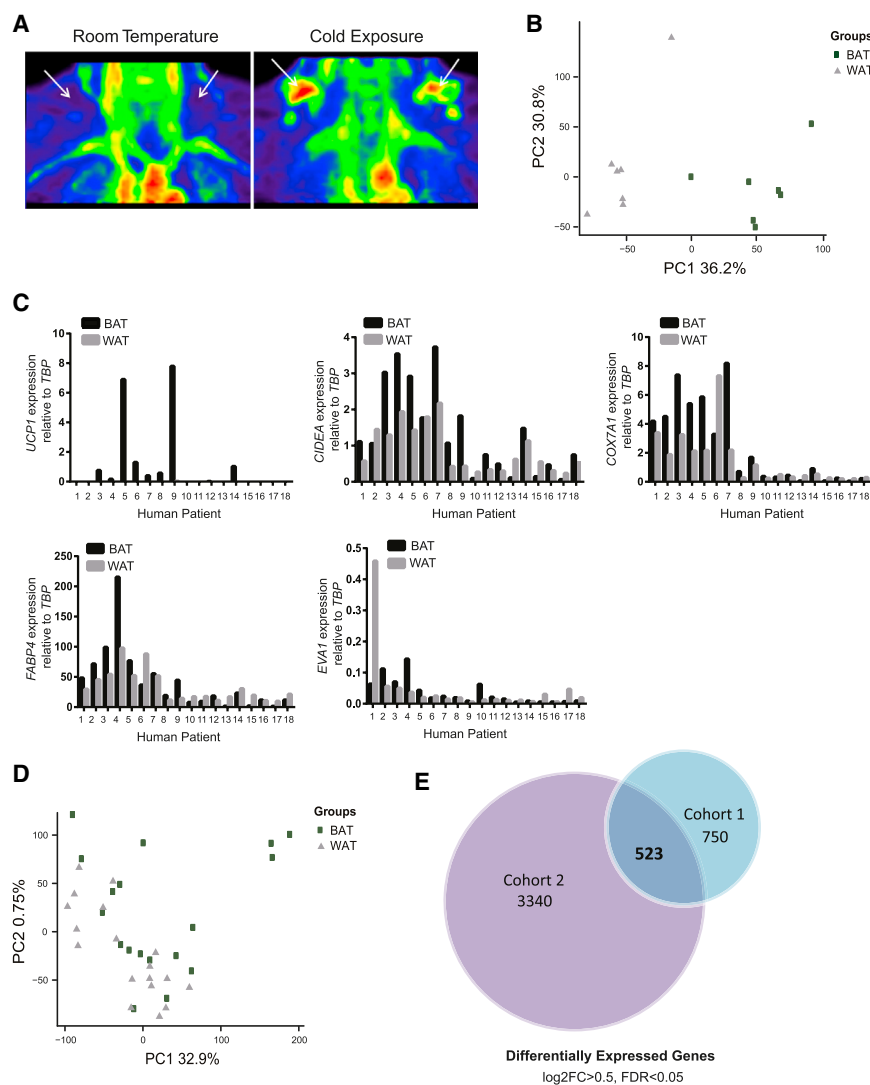 A
Room Temperature
Cold Exposure
B
Groups
BAT
WAT
PC2 30.8%
100
50
0
−50
−50
0
50
100
PC1 36.2%
C
BAT
WAT
UCP1 expression
relative to TBP
10
8
6
4
2
0
1 2 3 4 5 6 7 8 9 10 11 12 13 14 15 16 17 18
Human Patient
BAT
WAT
CIDEA expression
relative to TBP
4
3
2
1
0
1 2 3 4 5 6 7 8 9 10 11 12 13 14 15 16 17 18
Human Patient
BAT
WAT
COX7A1 expression
relative to TBP
10
8
6
4
2
0
1 2 3 4 5 6 7 8 9 10 11 12 13 14 15 16 17 18
Human Patient
BAT
WAT
FABP4 expression
relative to TBP
250
200
150
100
50
0
1 2 3 4 5 6 7 8 9 10 11 12 13 14 15 16 17 18
Human Patient
BAT
WAT
EVA1 expression
relative to TBP
0.5
0.4
0.3
0.2
0.1
0.0
1 2 3 4 5 6 7 8 9 10 11 12 13 14 15 16 17 18
Human Patient
D
Groups
BAT
WAT
PC2 0.75%
100
50
0
−50
−100
0
100
200
PC1 32.9%
E
Cohort 1
750
523
Cohort 2
3340
Differentially Expressed Genes
log2FC>0.5, FDR<0.05